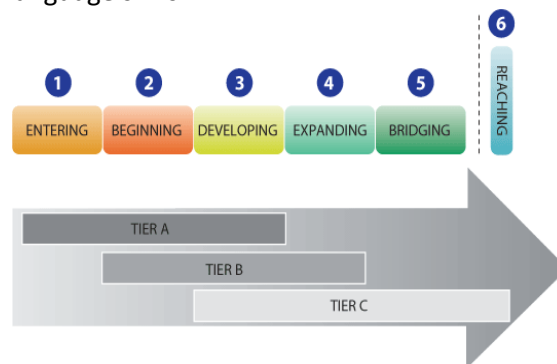 1 2 3 4 5 6
ENTERING BEGINNING DEVELOPING EXPANDING BRIDGING REACHING
TIER A
TIER B
TIER C